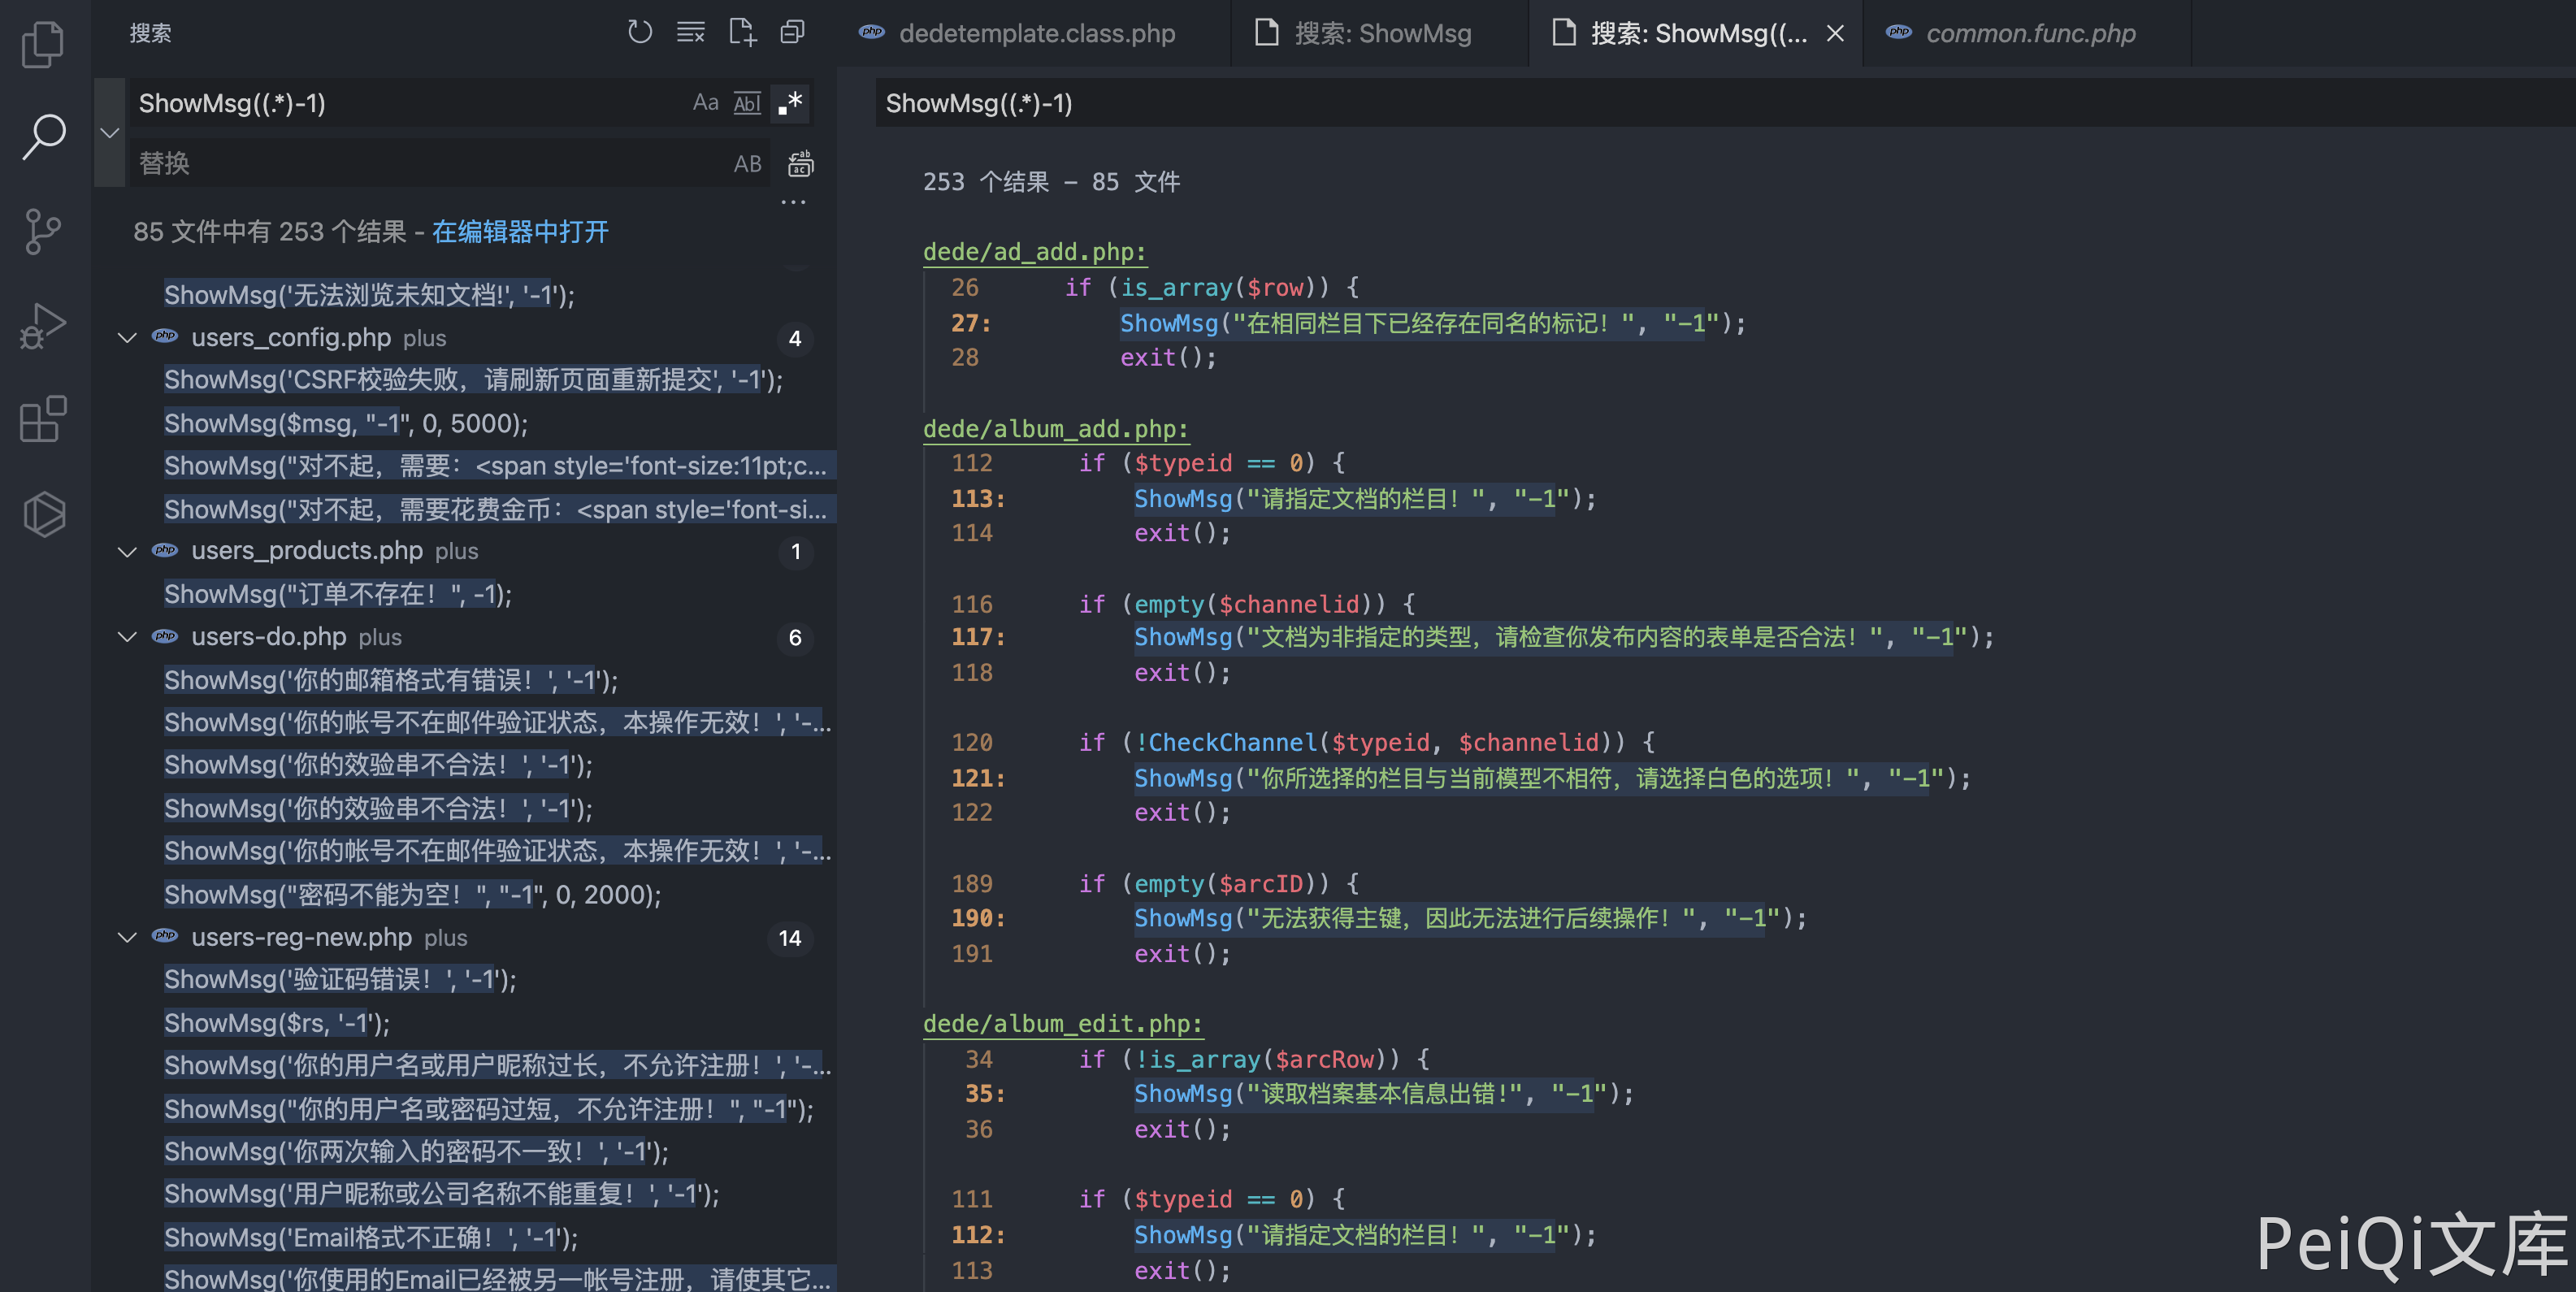 搜索
ShowMsg((.*)-1)
Aa
Abl
.*
替换
AB
85 文件中有 253 个结果 - 在编辑器中打开
ShowMsg('无法浏览未知文档!', '-1');
users_config.php plus 4
ShowMsg('CSRF校验失败，请刷新页面重新提交', '-1');
ShowMsg($msg, "-1", 0, 5000);
ShowMsg("对不起，需要：<span style='font-size:11pt;c...
ShowMsg("对不起，需要花费金币：<span style='font-si...
users_products.php plus 1
ShowMsg("订单不存在！", -1);
users-do.php plus 6
ShowMsg('你的邮箱格式有错误！', '-1');
ShowMsg('你的帐号不在邮件验证状态，本操作无效！', '-...
ShowMsg('你的效验串不合法！', '-1');
ShowMsg('你的效验串不合法！', '-1');
ShowMsg('你的帐号不在邮件验证状态，本操作无效！', '-...
ShowMsg("密码不能为空！", "-1", 0, 2000);
users-reg-new.php plus 14
ShowMsg('验证码错误！', '-1');
ShowMsg($rs, '-1');
ShowMsg('你的用户名或用户昵称过长，不允许注册！', '-...
ShowMsg("你的用户名或密码过短，不允许注册！", "-1");
ShowMsg('你两次输入的密码不一致！', '-1');
ShowMsg('用户昵称或公司名称不能重复！', '-1');
ShowMsg('Email格式不正确！', '-1');
ShowMsg('你使用的Email已经被另一帐号注册，请使其它...
php dedetemplate.class.php
搜索: ShowMsg
搜索: ShowMsg((...
php common.func.php
ShowMsg((.*)-1)
253 个结果 - 85 文件
dede/ad_add.php:
26 if (is_array($row)) {
27: ShowMsg("在相同栏目下已经存在同名的标记！", "-1");
28 exit();
dede/album_add.php:
112 if ($typeid == 0) {
113: ShowMsg("请指定文档的栏目！", "-1");
114 exit();
116 if (empty($channelid)) {
117: ShowMsg("文档为非指定的类型，请检查你发布内容的表单是否合法！", "-1");
118 exit();
120 if (!CheckChannel($typeid, $channelid)) {
121: ShowMsg("你所选择的栏目与当前模型不相符，请选择白色的选项！", "-1");
122 exit();
189 if (empty($arcID)) {
190: ShowMsg("无法获得主键，因此无法进行后续操作！", "-1");
191 exit();
dede/album_edit.php:
34 if (!is_array($arcRow)) {
35: ShowMsg("读取档案基本信息出错!", "-1");
36 exit();
111 if ($typeid == 0) {
112: ShowMsg("请指定文档的栏目！", "-1");
113 exit();
PeiQi文库